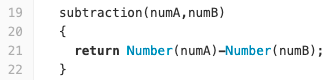 19 subtraction(numA,numB)
20 {
21 return Number(numA)–Number(numB);
22 }